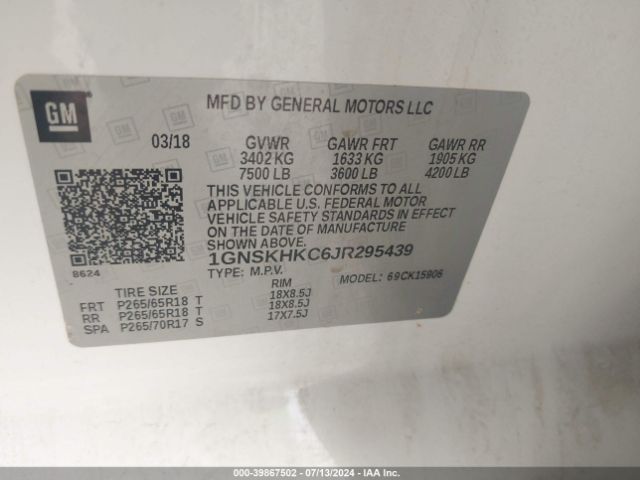 GM
MFD BY GENERAL MOTORS LLC
03/18 GVWR GAWR FRT GAWR RR
3402 KG 1633 KG 1905 KG
7500 LB 3600 LB 4200 LB
THIS VEHICLE CONFORMS TO ALL
APPLICABLE U.S. FEDERAL MOTOR
VEHICLE SAFETY STANDARDS IN EFFECT
ON THE DATE OF MANUFACTURE
SHOWN ABOVE.
8624
1GNSKHKC6JR295439
TYPE: M.P.V. MODEL: 69CK15906
TIRE SIZE RIM
FRT P265/65R18 T 18X8.5J
RR P265/65R18 T 18X8.5J
SPA P265/70R17 S 17X7.5J
000-39867502 - 07/13/2024 - IAA Inc.